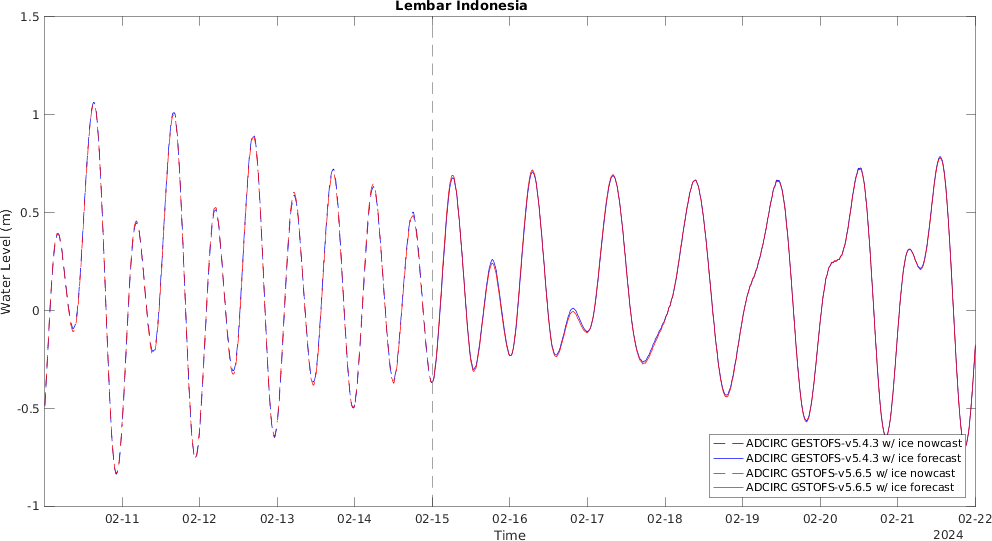 Lembar Indonesia
1.5
1
0.5
0
-0.5
-1
Water Level (m)
ADCIRC GESTOFS-v5.4.3 w/ ice nowcast
ADCIRC GESTOFS-v5.4.3 w/ ice forecast
ADCIRC GSTOFS-v5.6.5 w/ ice nowcast
ADCIRC GSTOFS-v5.6.5 w/ ice forecast
02-11 02-12 02-13 02-14 02-15 02-16 02-17 02-18 02-19 02-20 02-21 02-22
Time
2024